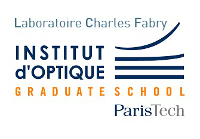 Laboratoire Charles Fabry
INSTITUT
d'OPTIQUE
GRADUATE SCHOOL
ParisTech